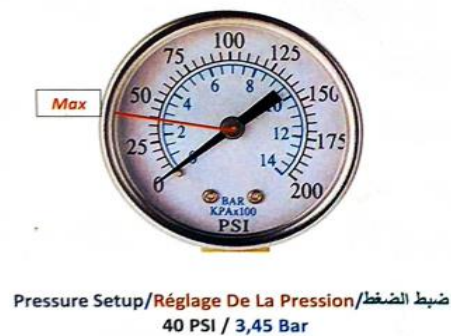 100
75
125
50
150
25
175
0
200
6
8
4
10
2
12
0
14
Max
BAR
KPAx100
PSI
Pressure Setup/Réglage De La Pression/ضبط الضغط
40 PSI / 3,45 Bar